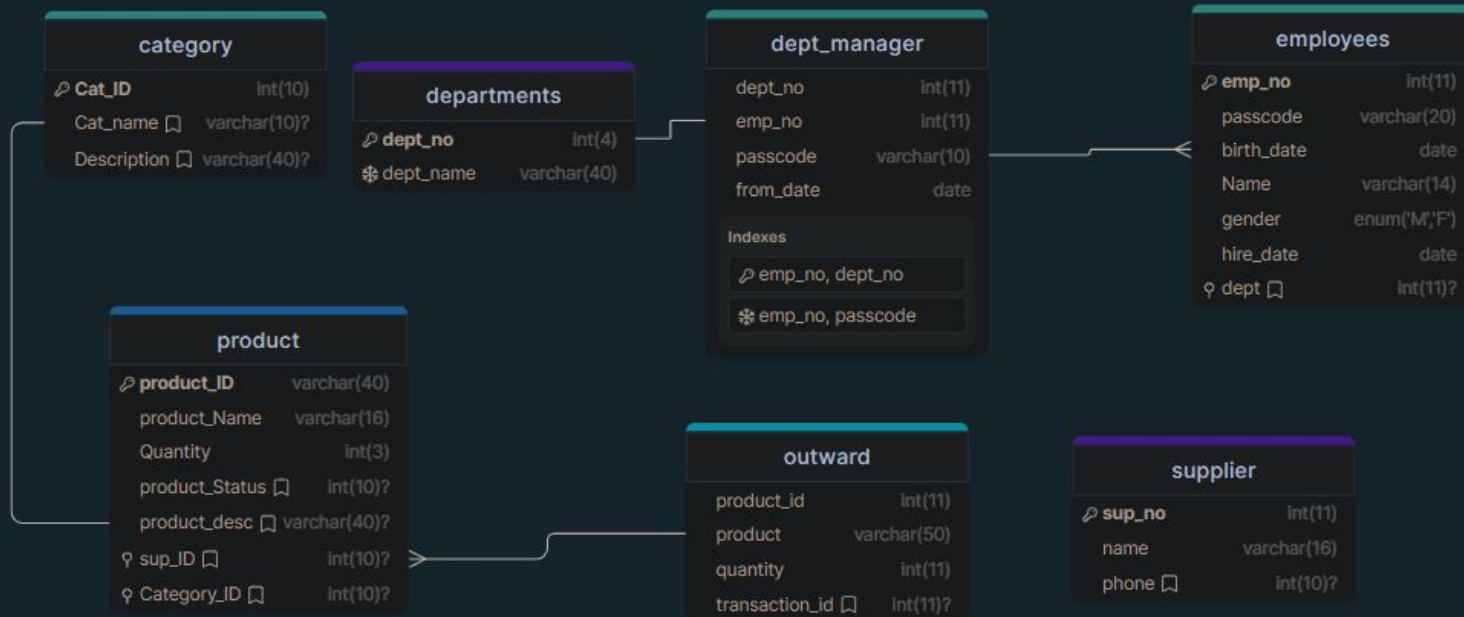 category
Cat_ID int(10)
Cat_name varchar(10)?
Description varchar(40)?
departments
dept_no int(4)
dept_name varchar(40)
dept_manager
dept_no int(11)
emp_no int(11)
passcode varchar(10)
from_date date
Indexes
emp_no, dept_no
emp_no, passcode
employees
emp_no int(11)
passcode varchar(20)
birth_date date
Name varchar(14)
gender enum('M','F')
hire_date date
dept int(11)?
product
product_ID varchar(40)
product_Name varchar(16)
Quantity int(3)
product_Status int(10)?
product_desc varchar(40)?
sup_ID int(10)?
Category_ID int(10)?
outward
product_id int(11)
product varchar(50)
quantity int(11)
transaction_id int(11)?
supplier
sup_no int(11)
name varchar(16)
phone int(10)?